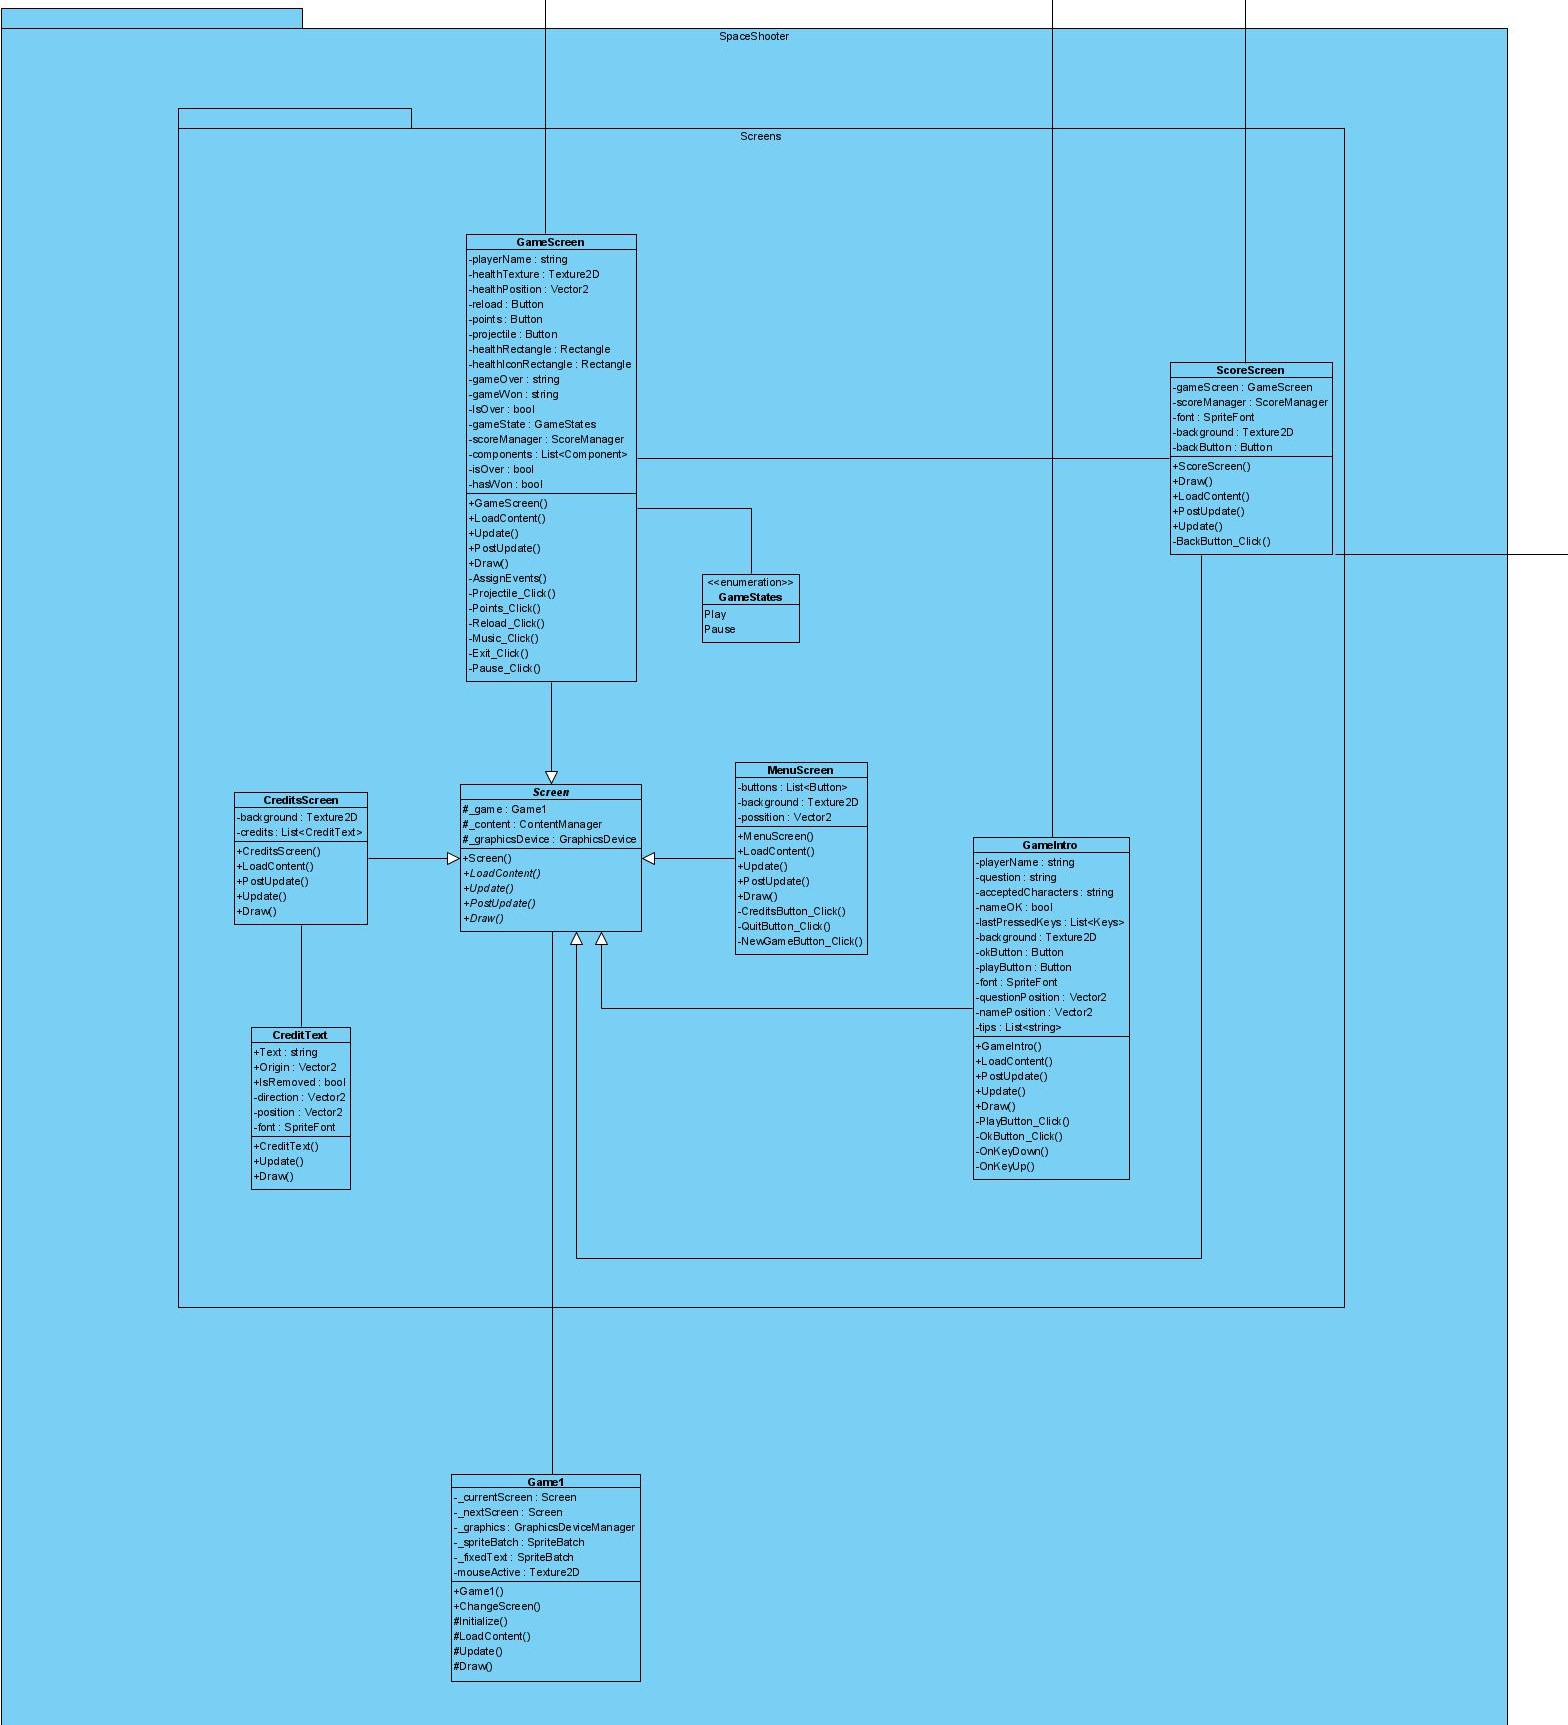 SpaceShooter
Screens
GameScreen
-playerName : string
-healthTexture : Texture2D
-healthPosition : Vector2
-reload : Button
-points : Button
-projectile : Button
-healthRectangle : Rectangle
-healthIconRectangle : Rectangle
-gameOver : string
-gameWon : string
-IsOver : bool
-gameState : GameStates
-scoreManager : ScoreManager
-components : List<Component>
-isOver : bool
-hasWon : bool
+GameScreen()
+LoadContent()
+Update()
+PostUpdate()
+Draw()
-AssignEvents()
-Projectile_Click()
-Points_Click()
-Reload_Click()
-Music_Click()
-Exit_Click()
-Pause_Click()
ScoreScreen
-gameScreen : GameScreen
-scoreManager : ScoreManager
-font : SpriteFont
-background : Texture2D
-backButton : Button
+ScoreScreen()
+Draw()
+LoadContent()
+PostUpdate()
+Update()
-BackButton_Click()
<<enumeration>>
GameStates
Play
Pause
CreditsScreen
-background : Texture2D
-credits : List<CreditText>
+CreditsScreen()
+LoadContent()
+PostUpdate()
+Update()
+Draw()
Screen
#_game : Game1
#_content : ContentManager
#_graphicsDevice : GraphicsDevice
+Screen()
+LoadContent()
+Update()
+PostUpdate()
+Draw()
MenuScreen
-buttons : List<Button>
-background : Texture2D
-possition : Vector2
+MenuScreen()
+LoadContent()
+Update()
+PostUpdate()
+Draw()
-CreditsButton_Click()
-QuitButton_Click()
-NewGameButton_Click()
GameIntro
-playerName : string
-question : string
-acceptedCharacters : string
-nameOK : bool
-lastPressedKeys : List<Keys>
-background : Texture2D
-okButton : Button
-playButton : Button
-font : SpriteFont
-questionPosition : Vector2
-namePosition : Vector2
-tips : List<string>
+GameIntro()
+LoadContent()
+PostUpdate()
+Update()
+Draw()
-PlayButton_Click()
-OkButton_Click()
-OnKeyDown()
-OnKeyUp()
CreditText
+Text : string
+Origin : Vector2
+IsRemoved : bool
-direction : Vector2
-position : Vector2
-font : SpriteFont
+CreditText()
+Update()
+Draw()
Game1
-_currentScreen : Screen
-_nextScreen : Screen
-_graphics : GraphicsDeviceManager
-_spriteBatch : SpriteBatch
-_fixedText : SpriteBatch
-mouseActive : Texture2D
+Game1()
+ChangeScreen()
#Initialize()
#LoadContent()
#Update()
#Draw()